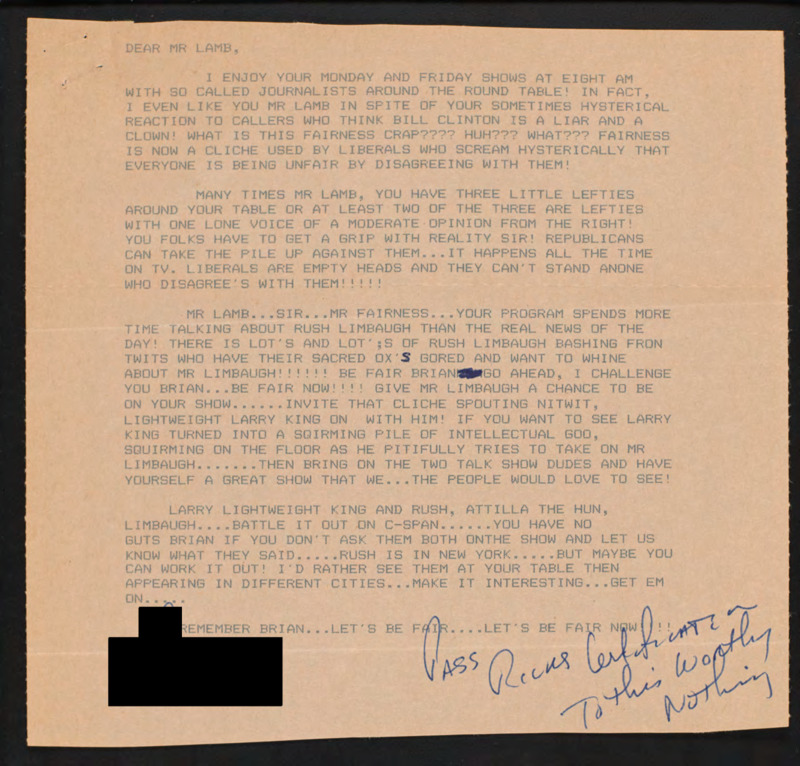 DEAR MR LAMB,
I ENJOY YOUR MONDAY AND FRIDAY SHOWS AT EIGHT AM
WITH SO CALLED JOURNALISTS AROUND THE ROUND TABLE! IN FACT,
I EVEN LIKE YOU MR LAMB IN SPITE OF YOUR SOMETIMES HYSTERICAL
REACTION TO CALLERS WHO THINK BILL CLINTON IS A LIAR AND A
CLOWN! WHAT IS THIS FAIRNESS CRAP???? HUH??? WHAT??? FAIRNESS
IS NOW A CLICHE USED BY LIBERALS WHO SCREAM HYSTERICALLY THAT
EVERYONE IS BEING UNFAIR BY DISAGREEING WITH THEM!
MANY TIMES MR LAMB, YOU HAVE THREE LITTLE LEFTIES
AROUND YOUR TABLE OR AT LEAST TWO OF THE THREE ARE LEFTIES
WITH ONE LONE VOICE OF A MODERATE OPINION FROM THE RIGHT!
YOU FOLKS HAVE TO GET A GRIP WITH REALITY SIR! REPUBLICANS
CAN TAKE THE PILE UP AGAINST THEM...IT HAPPENS ALL THE TIME
ON TV. LIBERALS ARE EMPTY HEADS AND THEY CAN'T STAND ANONE
WHO DISAGREE'S WITH THEM!!!!!
MR LAMB...SIR...MR FAIRNESS...YOUR PROGRAM SPENDS MORE
TIME TALKING ABOUT RUSH LIMBAUGH THAN THE REAL NEWS OF THE
DAY! THERE IS LOT'S AND LOT';S OF RUSH LIMBAUGH BASHING FRON
TWITS WHO HAVE THEIR SACRED OX'S GORED AND WANT TO WHINE
ABOUT MR LIMBAUGH!!!!!! BE FAIR BRIAN GO AHEAD, I CHALLENGE
YOU BRIAN...BE FAIR NOW!!!! GIVE MR LIMBAUGH A CHANCE TO BE
ON YOUR SHOW......INVITE THAT CLICHE SPOUTING NITWIT,
LIGHTWEIGHT LARRY KING ON WITH HIM! IF YOU WANT TO SEE LARRY
KING TURNED INTO A SQIRMING PILE OF INTELLECTUAL GOO,
SQUIRMING ON THE FLOOR AS HE PITIFULLY TRIES TO TAKE ON MR
LIMBAUGH.......THEN BRING ON THE TWO TALK SHOW DUDES AND HAVE
YOURSELF A GREAT SHOW THAT WE...THE PEOPLE WOULD LOVE TO SEE!
LARRY LIGHTWEIGHT KING AND RUSH, ATTILLA THE HUN,
LIMBAUGH....BATTLE IT OUT ON C-SPAN......YOU HAVE NO
GUTS BRIAN IF YOU DON'T ASK THEM BOTH ONTHE SHOW AND LET US
KNOW WHAT THEY SAID.....RUSH IS IN NEW YORK.....BUT MAYBE YOU
CAN WORK IT OUT! I'D RATHER SEE THEM AT YOUR TABLE THEN
APPEARING IN DIFFERENT CITIES...MAKE IT INTERESTING...GET EM
ON.....
REMEMBER BRIAN...LET'S BE FAIR....LET'S BE FAIR NOW!!!
PASS Ricks Certification
To this Worthy
Nothing